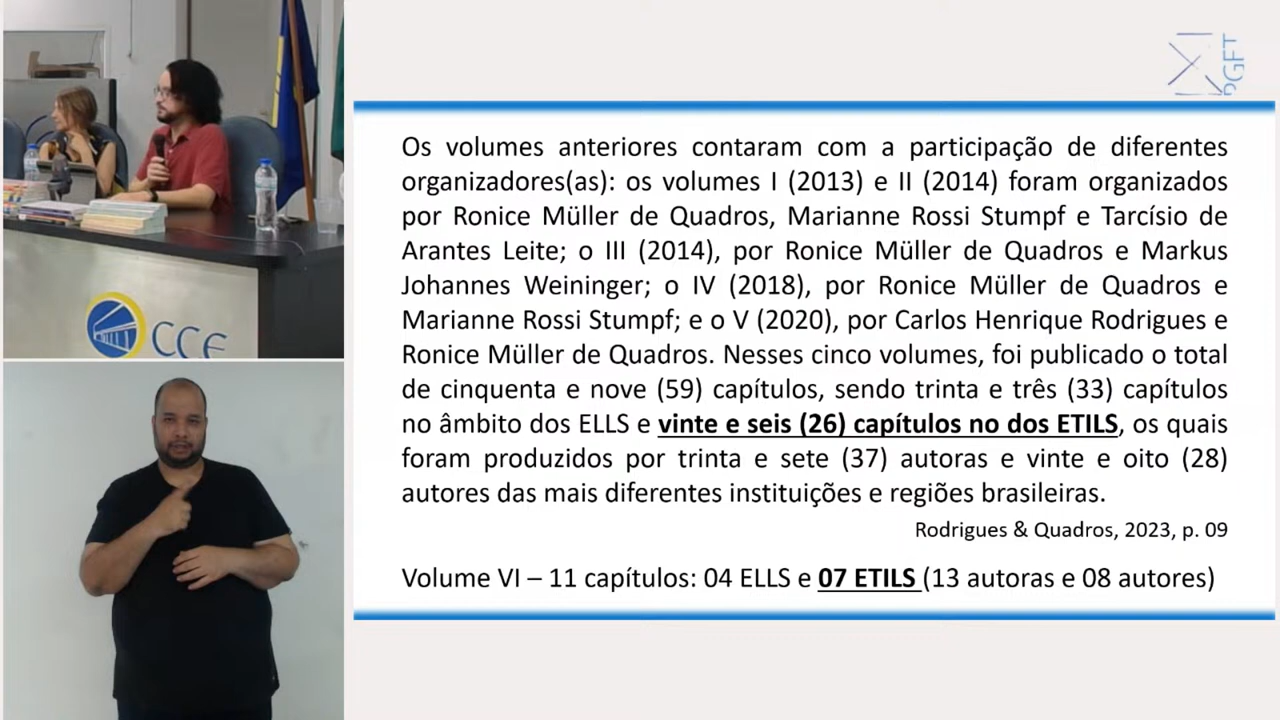 CCE
PGFT
Os volumes anteriores contaram com a participação de diferentes
organizadores(as): os volumes I (2013) e II (2014) foram organizados
por Ronice Müller de Quadros, Marianne Rossi Stumpf e Tarcísio de
Arantes Leite; o III (2014), por Ronice Müller de Quadros e Markus
Johannes Weininger; o IV (2018), por Ronice Müller de Quadros e
Marianne Rossi Stumpf; e o V (2020), por Carlos Henrique Rodrigues e
Ronice Müller de Quadros. Nesses cinco volumes, foi publicado o total
de cinquenta e nove (59) capítulos, sendo trinta e três (33) capítulos
no âmbito dos ELLS e vinte e seis (26) capítulos no dos ETILS, os quais
foram produzidos por trinta e sete (37) autoras e vinte e oito (28)
autores das mais diferentes instituições e regiões brasileiras.
Rodrigues & Quadros, 2023, p. 09
Volume VI – 11 capítulos: 04 ELLS e 07 ETILS (13 autoras e 08 autores)